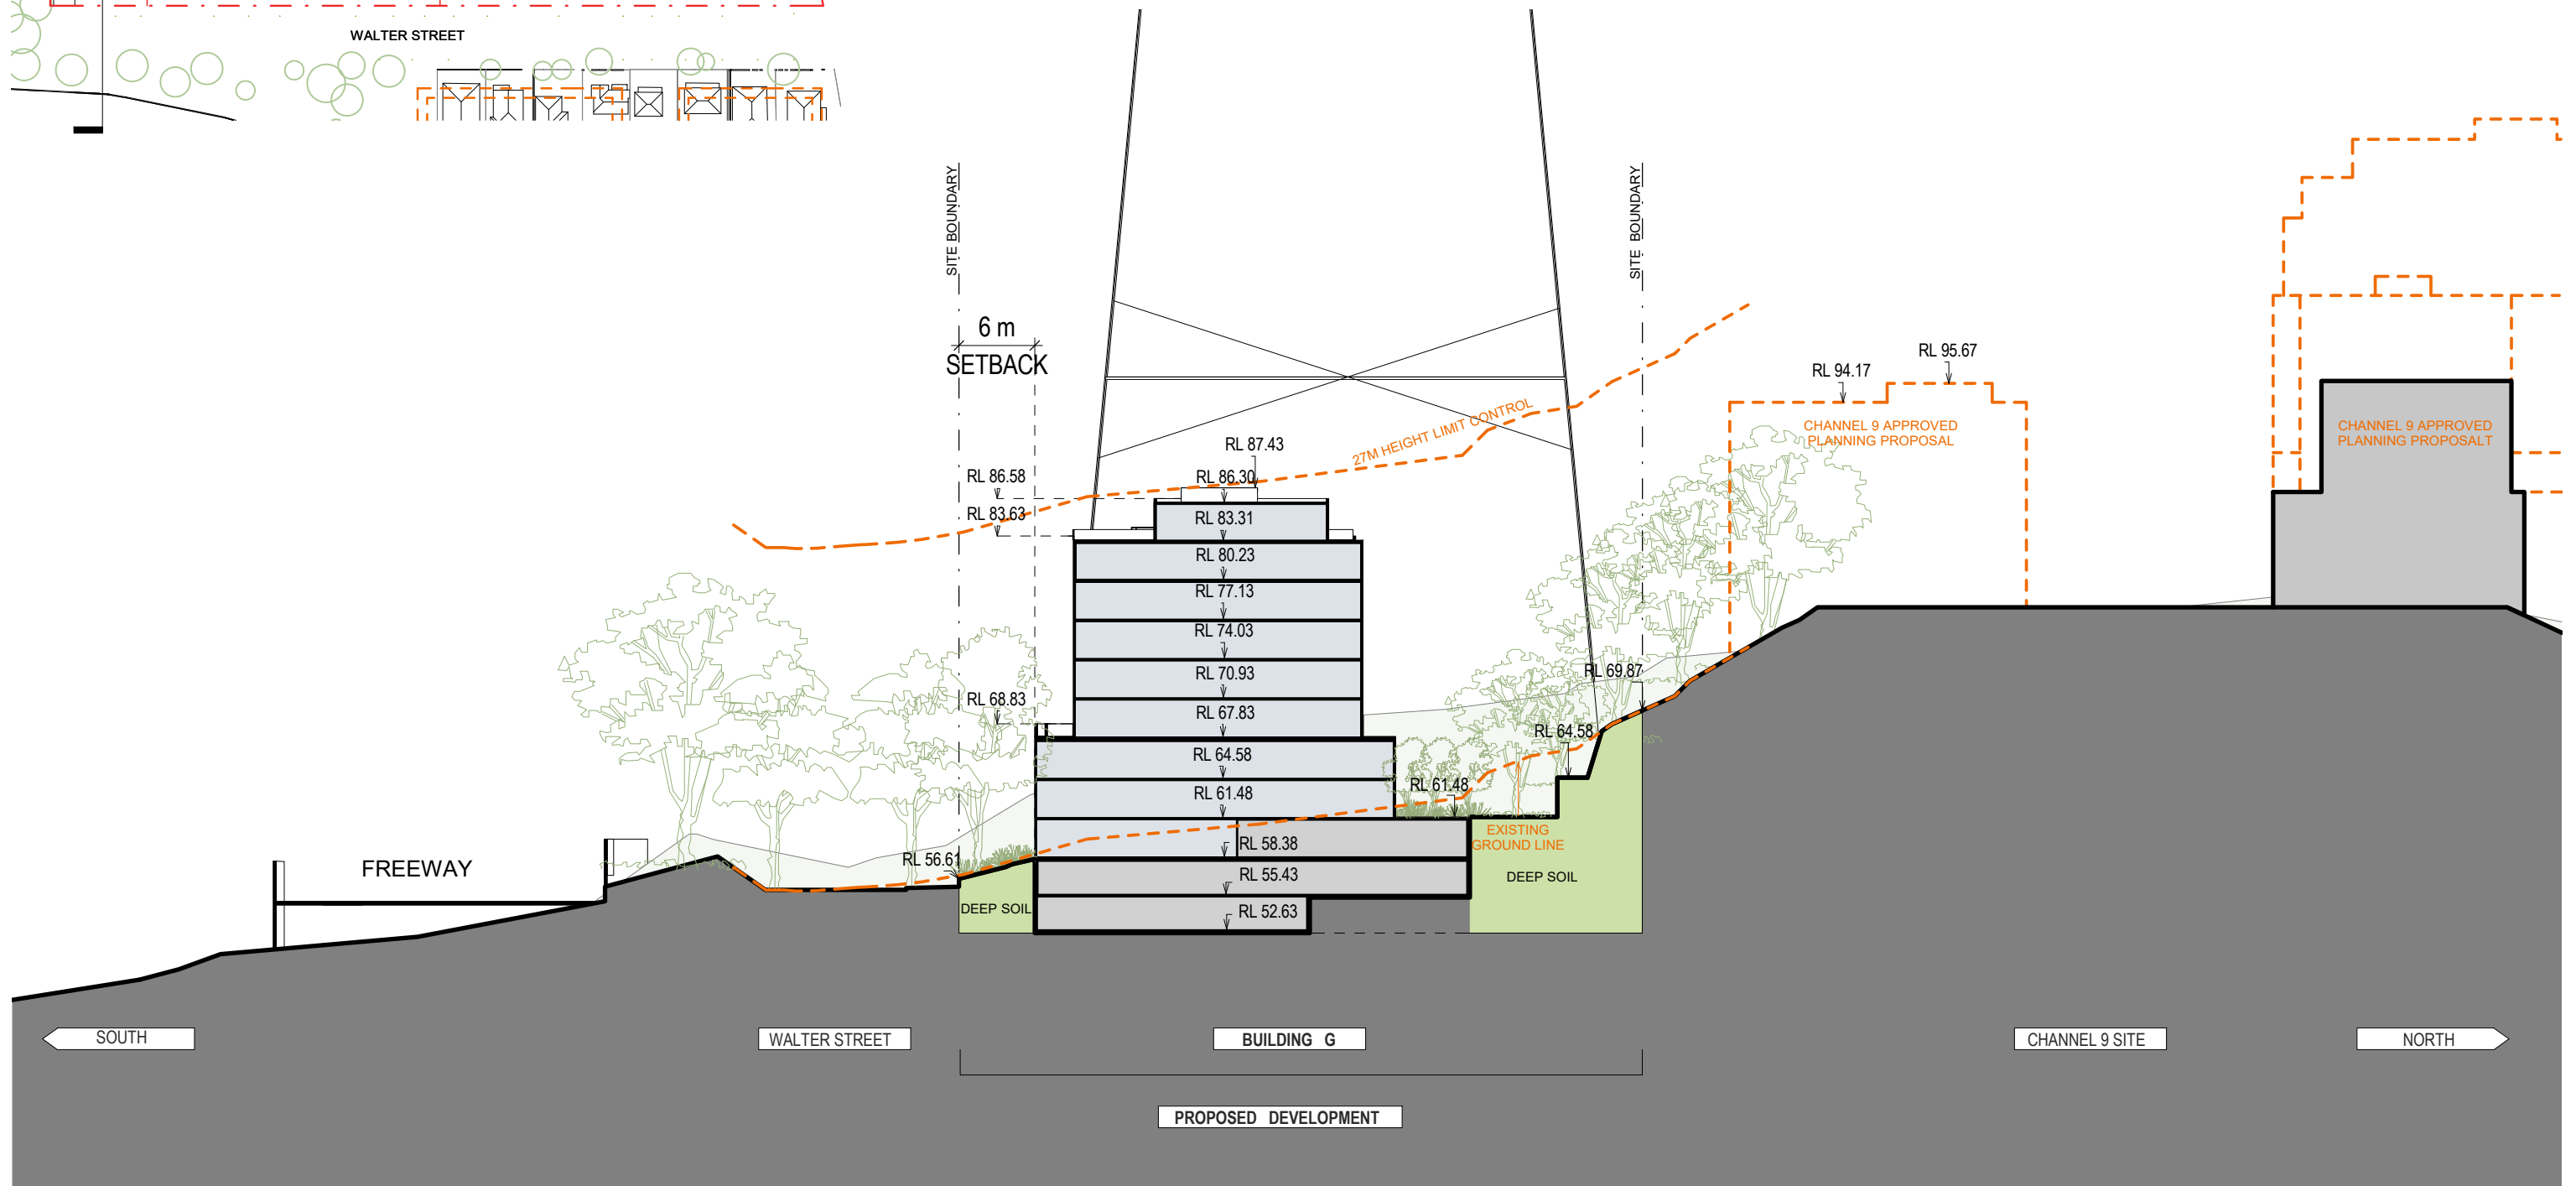 WALTER STREET
SITE BOUNDARY
SITE BOUNDARY
6 m
SETBACK
RL 95.67
RL 94.17
27M HEIGHT LIMIT CONTROL
CHANNEL 9 APPROVED
PLANNING PROPOSAL
CHANNEL 9 APPROVED
PLANNING PROPOSALT
RL 87.43
RL 86.58
RL 86.30
RL 83.63
RL 83.31
RL 80.23
RL 77.13
RL 74.03
RL 70.93
RL 69.87
RL 68.83
RL 67.83
RL 64.58
RL 64.58
RL 61.48
RL 61.48
EXISTING
GROUND LINE
RL 58.38
RL 56.6
FREEWAY
RL 55.43
DEEP SOIL
DEEP SOIL
RL 52.63
SOUTH
WALTER STREET
BUILDING G
CHANNEL 9 SITE
NORTH
PROPOSED DEVELOPMENT